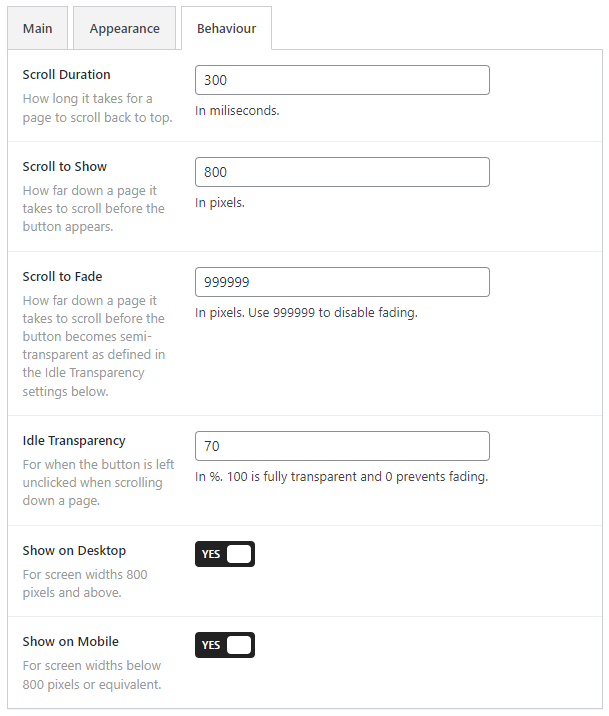 Main
Appearance
Behaviour
Scroll Duration
How long it takes for a
page to scroll back to top.
300
In miliseconds.
Scroll to Show
How far down a page it
takes to scroll before the
button appears.
800
In pixels.
Scroll to Fade
How far down a page it
takes to scroll before the
button becomes semi-
transparent as defined in
the Idle Transparency
settings below.
999999
In pixels. Use 999999 to disable fading.
Idle Transparency
For when the button is left
unclicked when scrolling
down a page.
70
In %. 100 is fully transparent and 0 prevents fading.
Show on Desktop
For screen widths 800
pixels and above.
YES
Show on Mobile
For screen widths below
800 pixels or equivalent.
YES